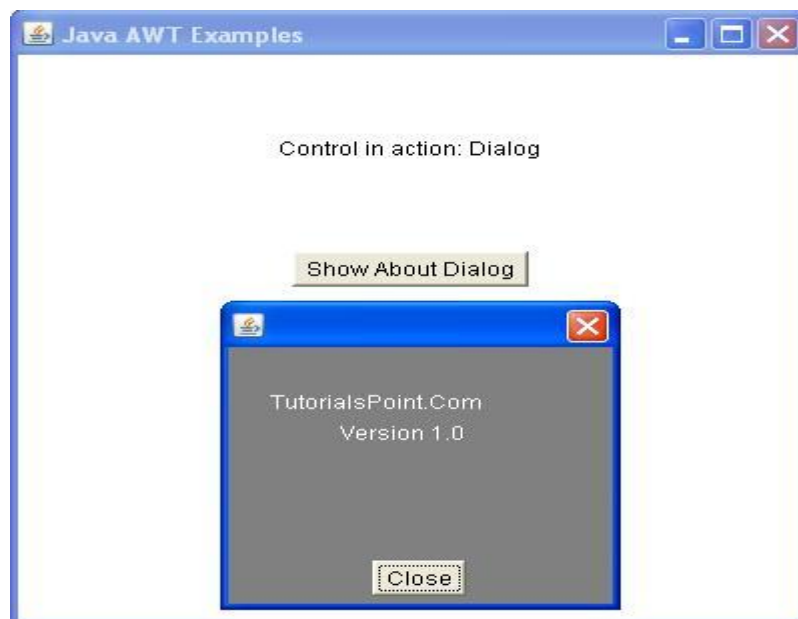 Java AWT Examples
Control in action: Dialog
Show About Dialog
TutorialsPoint.Com
Version 1.0
Close